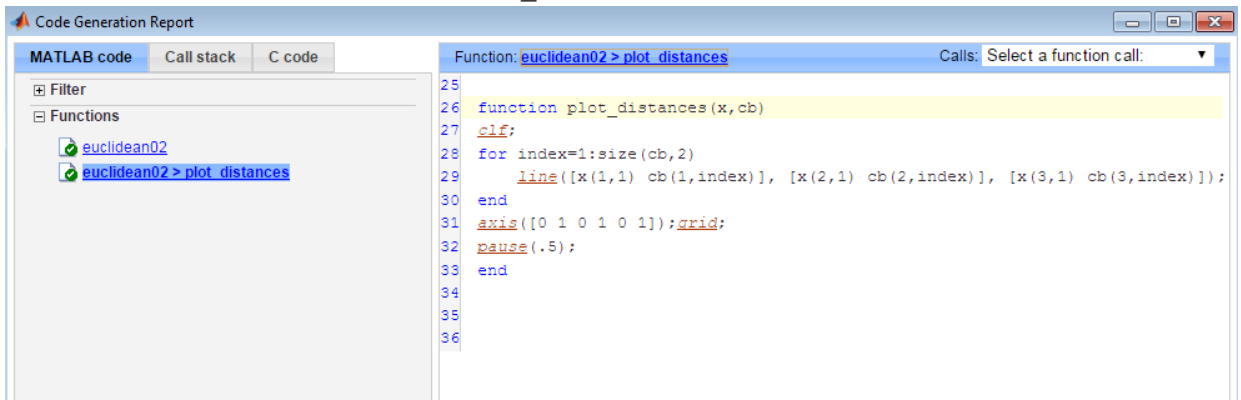 Code Generation Report
MATLAB code Call stack C code
Function: euclidean02 > plot_distances Calls: Select a function call:
Filter
Functions
euclidean02
euclidean02 > plot_distances
25
26 function plot_distances(x,cb)
27 clf;
28 for index=1:size(cb,2)
29 line([x(1,1) cb(1,index)], [x(2,1) cb(2,index)], [x(3,1) cb(3,index)]);
30 end
31 axis([0 1 0 1 0 1]);grid;
32 pause(.5);
33 end
34
35
36